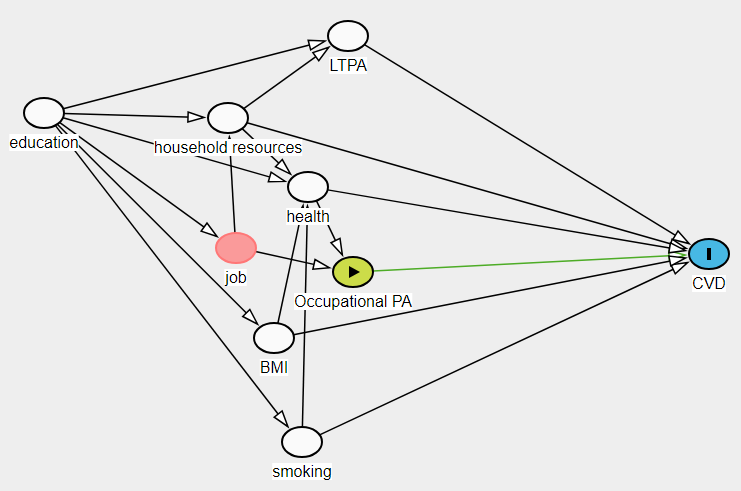 LTPA
education
household resources
health
job
CVD
Occupational PA
BMI
smoking